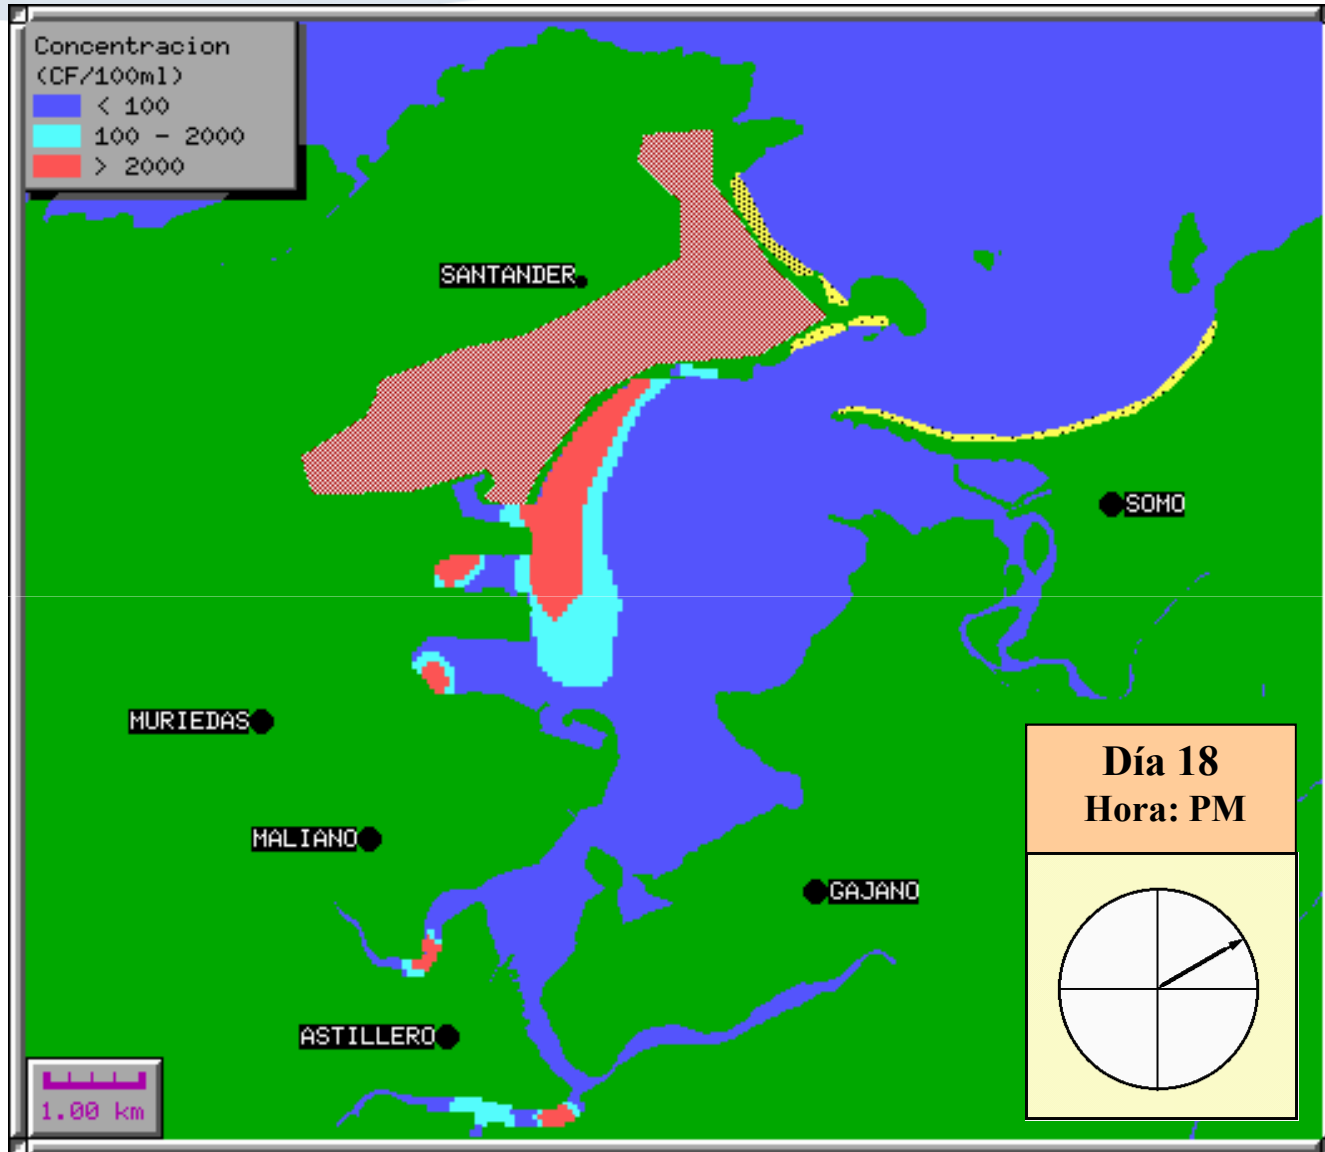 Concentracion
(CF/100ml)
< 100
100 - 2000
> 2000
SANTANDER
SOMO
MURIEDAS
Día 18
Hora: PM
MALIANO
GAJANO
ASTILLERO
1.00 km